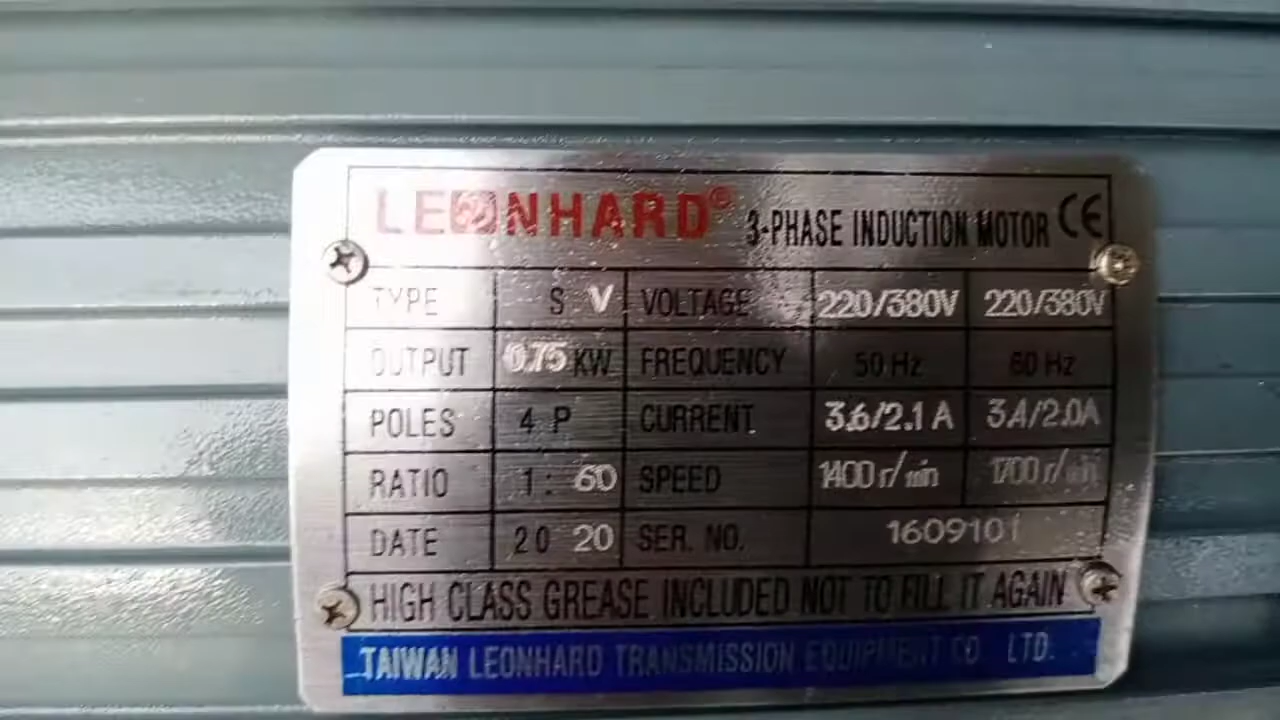 LEONHARD® 3-PHASE INDUCTION MOTOR CE
TYPE S V VOLTAGE 220/380V 220/380V
OUTPUT 0.75 KW FREQUENCY 50 Hz 60 Hz
POLES 4 P CURRENT 3.6/2.1 A 3.4/2.0A
RATIO 1: 60 SPEED 1400 r/min 1700 r/min
DATE 20 20 SER. NO. 1609101
HIGH CLASS GREASE INCLUDED NOT TO FILL IT AGAIN
TAIWAN LEONHARD TRANSMISSION EQUIPMENT CO LTD.